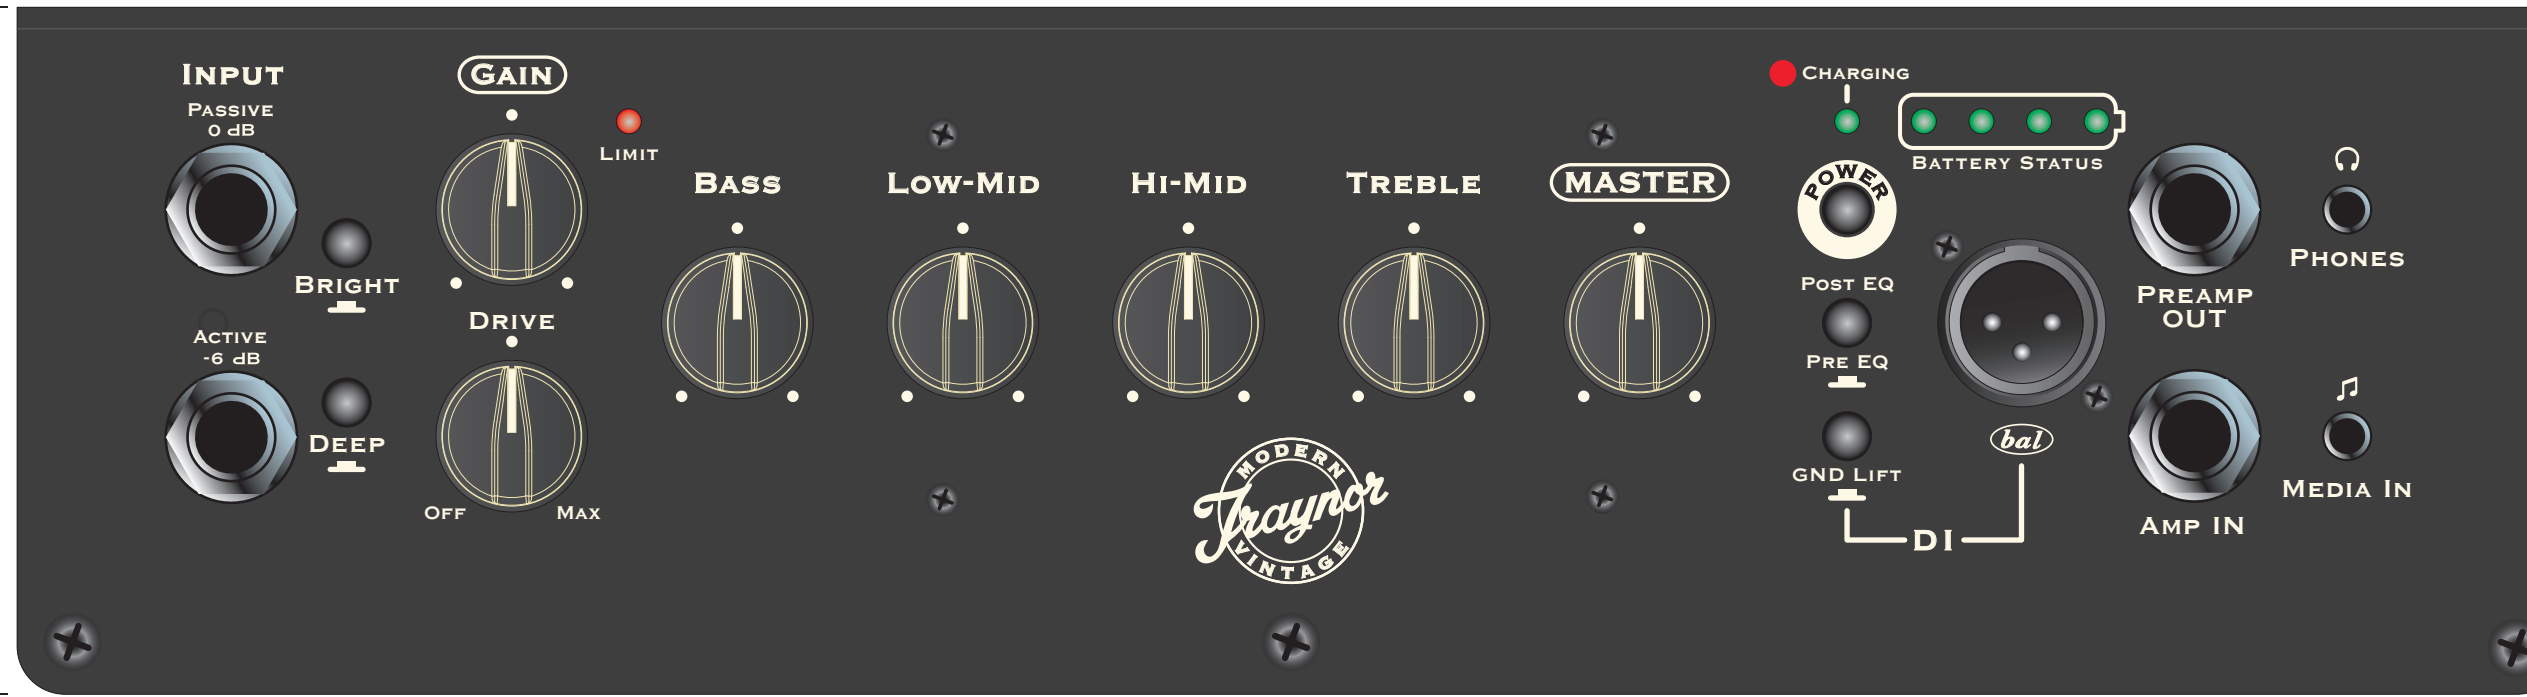 INPUT
PASSIVE
0 dB
BRIGHT
ACTIVE
-6 dB
DEEP
GAIN
LIMIT
DRIVE
OFF
MAX
BASS
LOW-MID
HI-MID
TREBLE
MASTER
MODERN
Traynor
VINTAGE
CHARGING
BATTERY STATUS
POWER
POST EQ
PRE EQ
GND LIFT
DI
bal
PREAMP
OUT
AMP IN
PHONES
MEDIA IN